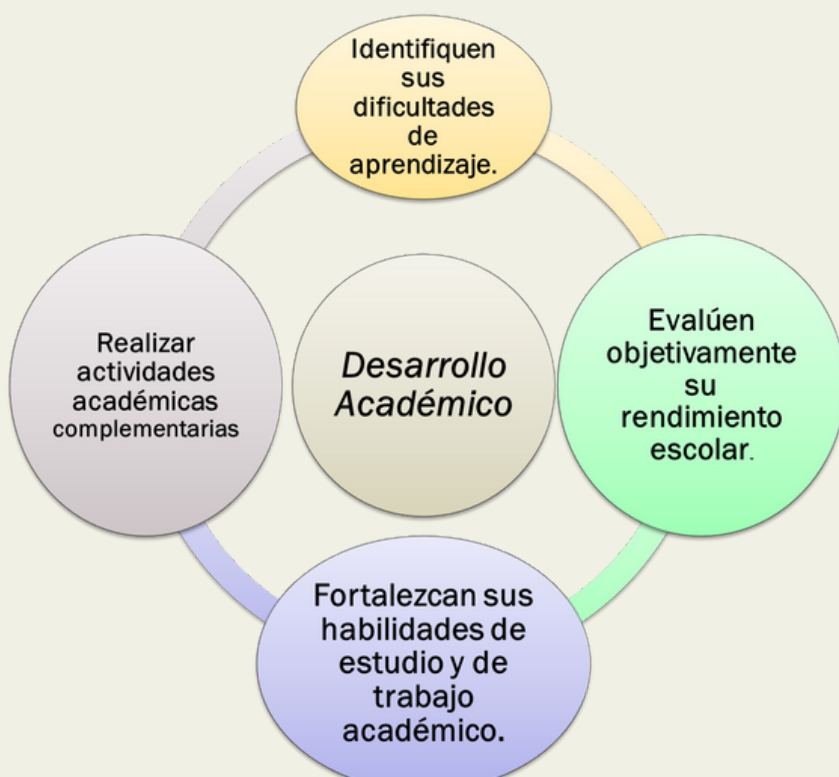 Identifiquen
sus
dificultades
de
aprendizaje.
Evalúen
objetivamente
su
rendimiento
escolar.
Fortalezcan sus
habilidades de
estudio y de
trabajo
académico.
Realizar
actividades
académicas
complementarias
Desarrollo
Académico